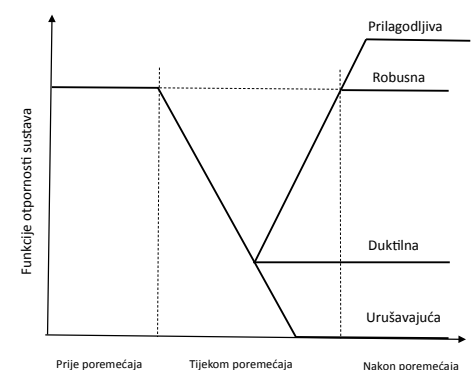 Prilagodljiva
Robusna
Funkcije otpornosti sustava
Duktilna
Urušavajuća
Prije poremećaja
Tijekom poremećaja
Nakon poremećaja